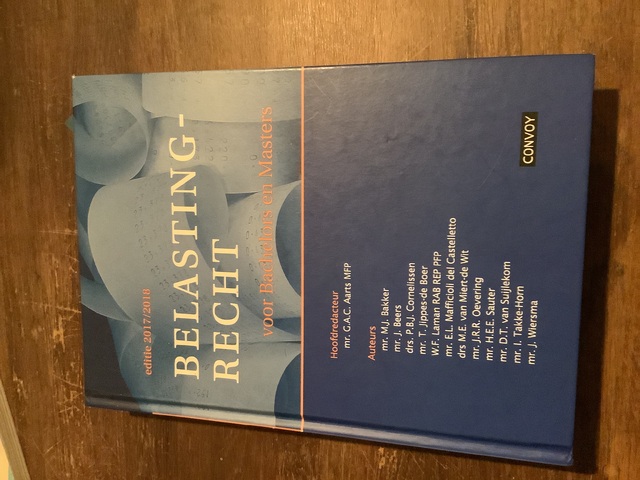 editie 2017/2018
BELASTING-
RECHT
voor Bachelors en Masters
Hoofdredacteur
mr. G.A.C. Aarts MFP
Auteurs
mr. M.J. Bakker
mr. J. Beers
drs. P.B.J. Cornelissen
mr. T. Jippes-de Boer
W.F. Laman RAB REP PFP
mr. E.L. Mafficioli del Castelletto
drs M.E. van Miert-de Wit
mr. J.R.R. Oevering
mr. H.E.E. Sauter
mr. D.T. van Suijlekom
mr. I. Takke-Horn
mr. J. Wiersma
CONVOY